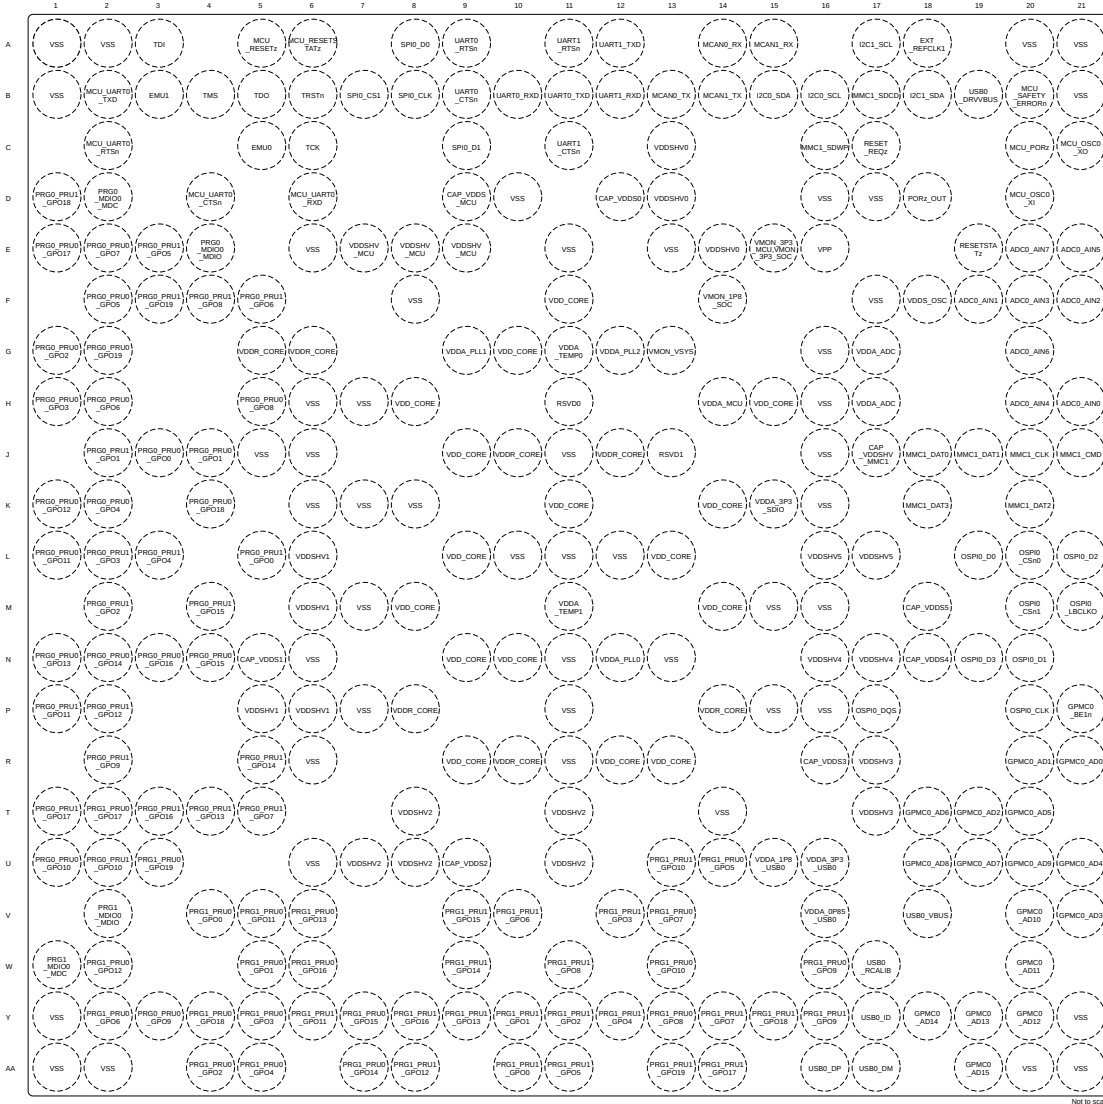 1 2 3 4 5 6 7 8 9 10 11 12 13 14 15 16 17 18 19 20 21
A VSS VSS TDI MCU_RESETz MCU_RESETSTATz SPI0_D0 UART0_RTSn UART1_RTSn UART1_TXD MCAN0_RX MCAN1_RX I2C1_SCL EXT_REFCLK1 VSS VSS
B VSS MCU_UART0_TXD EMU1 TMS TDO TRSTn SPI0_CS1 SPI0_CLK UART0_CTSn UART0_RXD UART0_TXD UART1_RXD MCAN0_TX MCAN1_TX I2C0_SDA I2C0_SCL MMC1_SDCD I2C1_SDA USB0_DRVVBUS MCU_SAFETY_ERRORn VSS
C MCU_UART0_RTSn EMU0 TCK SPI0_D1 UART1_CTSn VDDSHV0 MMC1_SDWP RESET_REQz MCU_PORz MCU_OSC0_XO
D PRG0_PRU1_GPO18 PRG0_MDIO0_MDC MCU_UART0_CTSn MCU_UART0_RXD CAP_VDDS_MCU VSS CAP_VDDS0 VDDSHV0 VSS VSS PORz_OUT MCU_OSC0_XI
E PRG0_PRU0_GPO17 PRG0_PRU0_GPO7 PRG0_PRU1_GPO5 PRG0_MDIO0_MDIO VSS VDDSHV_MCU VDDSHV_MCU VDDSHV_MCU VSS VSS VDDSHV0 VMON_3P3_MCU,VMON_3P3_SOC VPP RESETSTATz ADC0_AIN7 ADC0_AIN5
F PRG0_PRU0_GPO5 PRG0_PRU1_GPO19 PRG0_PRU1_GPO8 PRG0_PRU1_GPO6 VSS VDD_CORE VMON_1P8_SOC VSS VDDS_OSC ADC0_AIN1 ADC0_AIN3 ADC0_AIN2
G PRG0_PRU0_GPO2 PRG0_PRU0_GPO19 VDDR_CORE VDDR_CORE VDDA_PLL1 VDD_CORE VDDA_TEMP0 VDDA_PLL2 VMON_VSYS VSS VDDA_ADC ADC0_AIN6
H PRG0_PRU0_GPO3 PRG0_PRU0_GPO6 PRG0_PRU0_GPO8 VSS VSS VDD_CORE RSVD0 VDDA_MCU VDD_CORE VSS VDDA_ADC ADC0_AIN4 ADC0_AIN0
J PRG0_PRU1_GPO1 PRG0_PRU0_GPO0 PRG0_PRU0_GPO1 VSS VSS VDD_CORE VDDR_CORE VSS VDDR_CORE RSVD1 VSS CAP_VDDSHV_MMC1 MMC1_DAT0 MMC1_DAT1 MMC1_CLK MMC1_CMD
K PRG0_PRU0_GPO12 PRG0_PRU0_GPO4 PRG0_PRU0_GPO18 VSS VSS VSS VDD_CORE VDD_CORE VDDA_3P3_SDIO VSS MMC1_DAT3 MMC1_DAT2
L PRG0_PRU0_GPO11 PRG0_PRU1_GPO3 PRG0_PRU1_GPO4 PRG0_PRU1_GPO0 VDDSHV1 VDD_CORE VSS VSS VSS VDD_CORE VDDSHV5 VDDSHV5 OSPI0_D0 OSPI0_CSn0 OSPI0_D2
M PRG0_PRU1_GPO2 PRG0_PRU1_GPO15 VDDSHV1 VSS VDD_CORE VDDA_TEMP1 VDD_CORE VSS VSS CAP_VDDS5 OSPI0_CSn1 OSPI0_LBCLKO
N PRG0_PRU0_GPO13 PRG0_PRU0_GPO14 PRG0_PRU0_GPO16 PRG0_PRU0_GPO15 CAP_VDDS1 VSS VDD_CORE VDD_CORE VSS VDDA_PLL0 VSS VDDSHV4 VDDSHV4 CAP_VDDS4 OSPI0_D3 OSPI0_D1
P PRG0_PRU1_GPO11 PRG0_PRU1_GPO12 VDDSHV1 VDDSHV1 VSS VDDR_CORE VSS VDDR_CORE VSS VSS OSPI0_DQS OSPI0_CLK GPMC0_BE1n
R PRG0_PRU1_GPO9 PRG0_PRU1_GPO14 VSS VDD_CORE VDDR_CORE VSS VDD_CORE VDD_CORE CAP_VDDS3 VDDSHV3 GPMC0_AD1 GPMC0_AD0
T PRG0_PRU1_GPO17 PRG1_PRU0_GPO17 PRG0_PRU1_GPO16 PRG0_PRU1_GPO13 PRG0_PRU1_GPO7 VDDSHV2 VDDSHV2 VSS VDDSHV3 GPMC0_AD6 GPMC0_AD2 GPMC0_AD5
U PRG0_PRU0_GPO10 PRG0_PRU1_GPO10 PRG1_PRU0_GPO19 VSS VDDSHV2 VDDSHV2 CAP_VDDS2 VDDSHV2 PRG1_PRU1_GPO10 PRG1_PRU0_GPO5 VDDA_1P8_USB0 VDDA_3P3_USB0 GPMC0_AD8 GPMC0_AD7 GPMC0_AD9 GPMC0_AD4
V PRG1_MDIO0_MDIO PRG1_PRU0_GPO0 PRG1_PRU0_GPO11 PRG1_PRU0_GPO13 PRG1_PRU1_GPO15 PRG1_PRU1_GPO6 PRG1_PRU1_GPO3 PRG1_PRU0_GPO7 VDDA_0P85_USB0 USB0_VBUS GPMC0_AD10 GPMC0_AD3
W PRG1_MDIO0_MDC PRG1_PRU0_GPO12 PRG1_PRU0_GPO1 PRG1_PRU0_GPO16 PRG1_PRU1_GPO14 PRG1_PRU1_GPO8 PRG1_PRU0_GPO10 PRG1_PRU0_GPO9 USB0_RCALIB GPMC0_AD11
Y VSS PRG1_PRU0_GPO6 PRG1_PRU0_GPO9 PRG1_PRU0_GPO18 PRG1_PRU0_GPO3 PRG1_PRU1_GPO11 PRG1_PRU0_GPO15 PRG1_PRU1_GPO16 PRG1_PRU1_GPO13 PRG1_PRU1_GPO1 PRG1_PRU1_GPO2 PRG1_PRU1_GPO4 PRG1_PRU0_GPO8 PRG1_PRU1_GPO7 PRG1_PRU1_GPO18 PRG1_PRU1_GPO9 USB0_ID GPMC0_AD14 GPMC0_AD13 GPMC0_AD12 VSS
AA VSS VSS PRG1_PRU0_GPO2 PRG1_PRU0_GPO4 PRG1_PRU0_GPO14 PRG1_PRU1_GPO12 PRG1_PRU1_GPO0 PRG1_PRU1_GPO5 PRG1_PRU1_GPO19 PRG1_PRU1_GPO17 USB0_DP USB0_DM GPMC0_AD15 VSS VSS
Not to